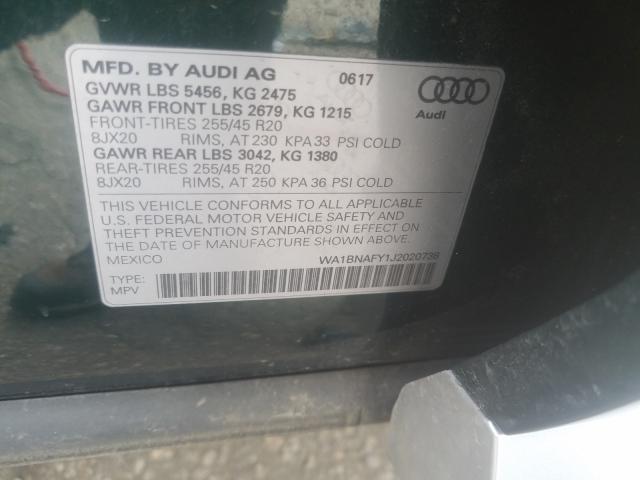 MFD. BY AUDI AG 0617
GVWR LBS 5456, KG 2475
GAWR FRONT LBS 2679, KG 1215
FRONT-TIRES 255/45 R20
8JX20 RIMS, AT 230 KPA 33 PSI COLD
GAWR REAR LBS 3042, KG 1380
REAR-TIRES 255/45 R20
8JX20 RIMS, AT 250 KPA 36 PSI COLD
Audi
THIS VEHICLE CONFORMS TO ALL APPLICABLE
U.S. FEDERAL MOTOR VEHICLE SAFETY AND
THEFT PREVENTION STANDARDS IN EFFECT ON
THE DATE OF MANUFACTURE SHOWN ABOVE.
MEXICO WA1BNAFY1J2020738
TYPE:
MPV